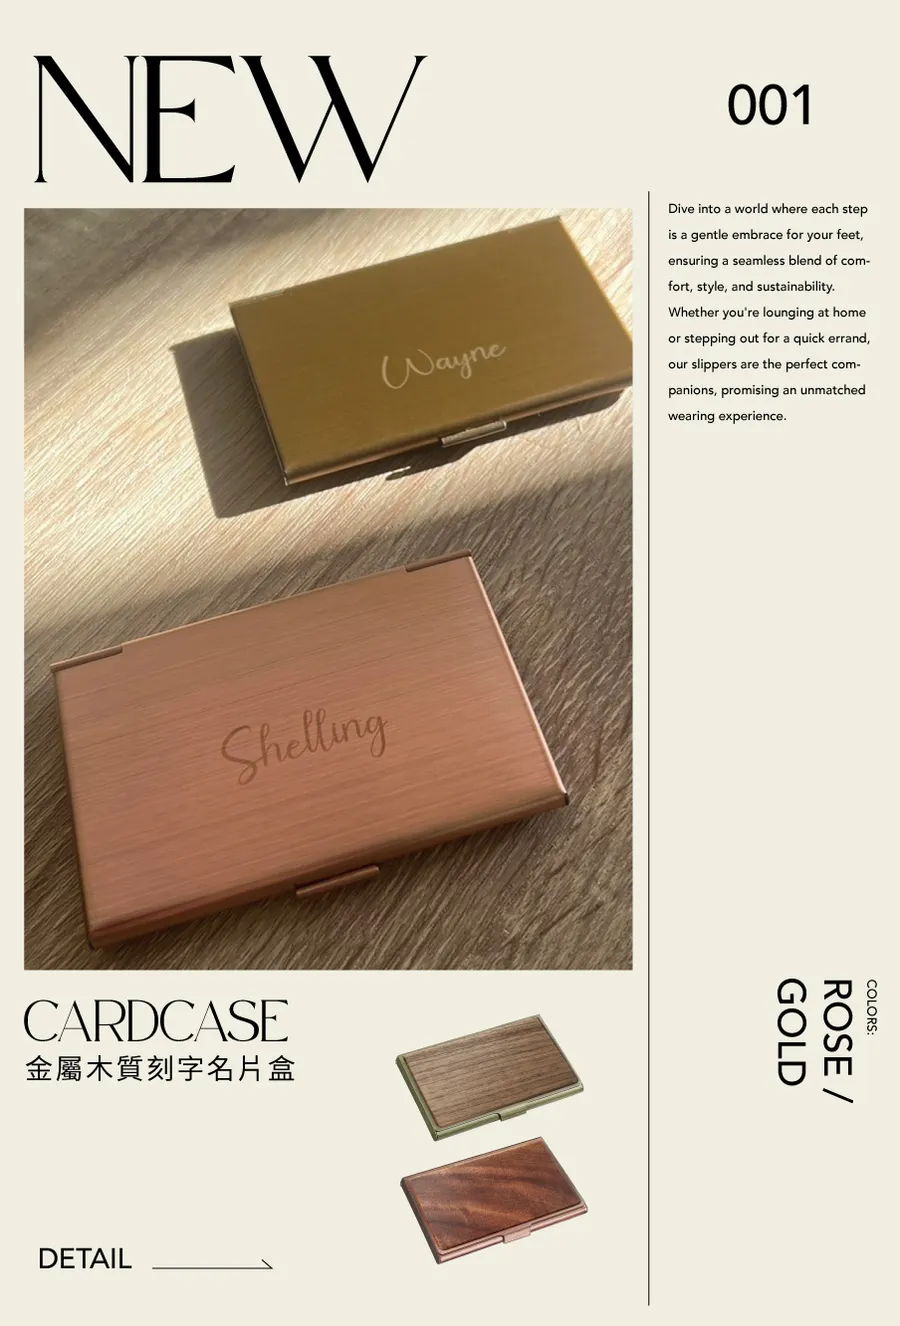 NEW
001
Dive into a world where each step
is a gentle embrace for your feet,
ensuring a seamless blend of com-
fort, style, and sustainability.
Whether you're lounging at home
or stepping out for a quick errand,
our slippers are the perfect com-
panions, promising an unmatched
wearing experience.
Wayne
Shelling
CARDCASE
金屬木質刻字名片盒
COLORS:
ROSE /
GOLD
DETAIL